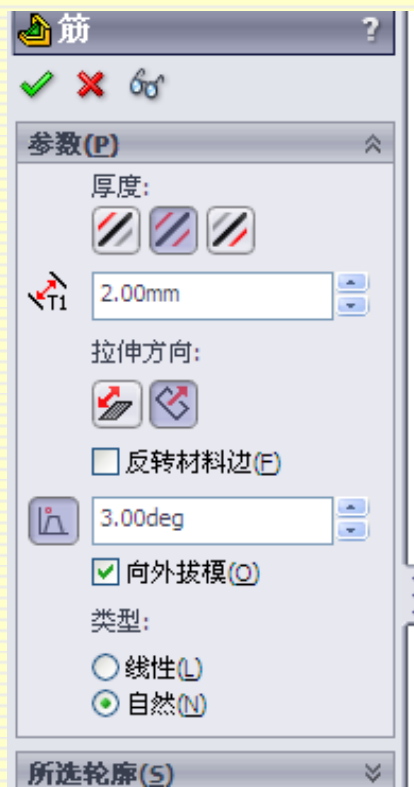 筋 ?
参数(P)
厚度:
T1 2.00mm
拉伸方向:
反转材料边(F)
3.00deg
向外拔模(O)
类型:
线性(L)
自然(N)
所选轮廓(S)